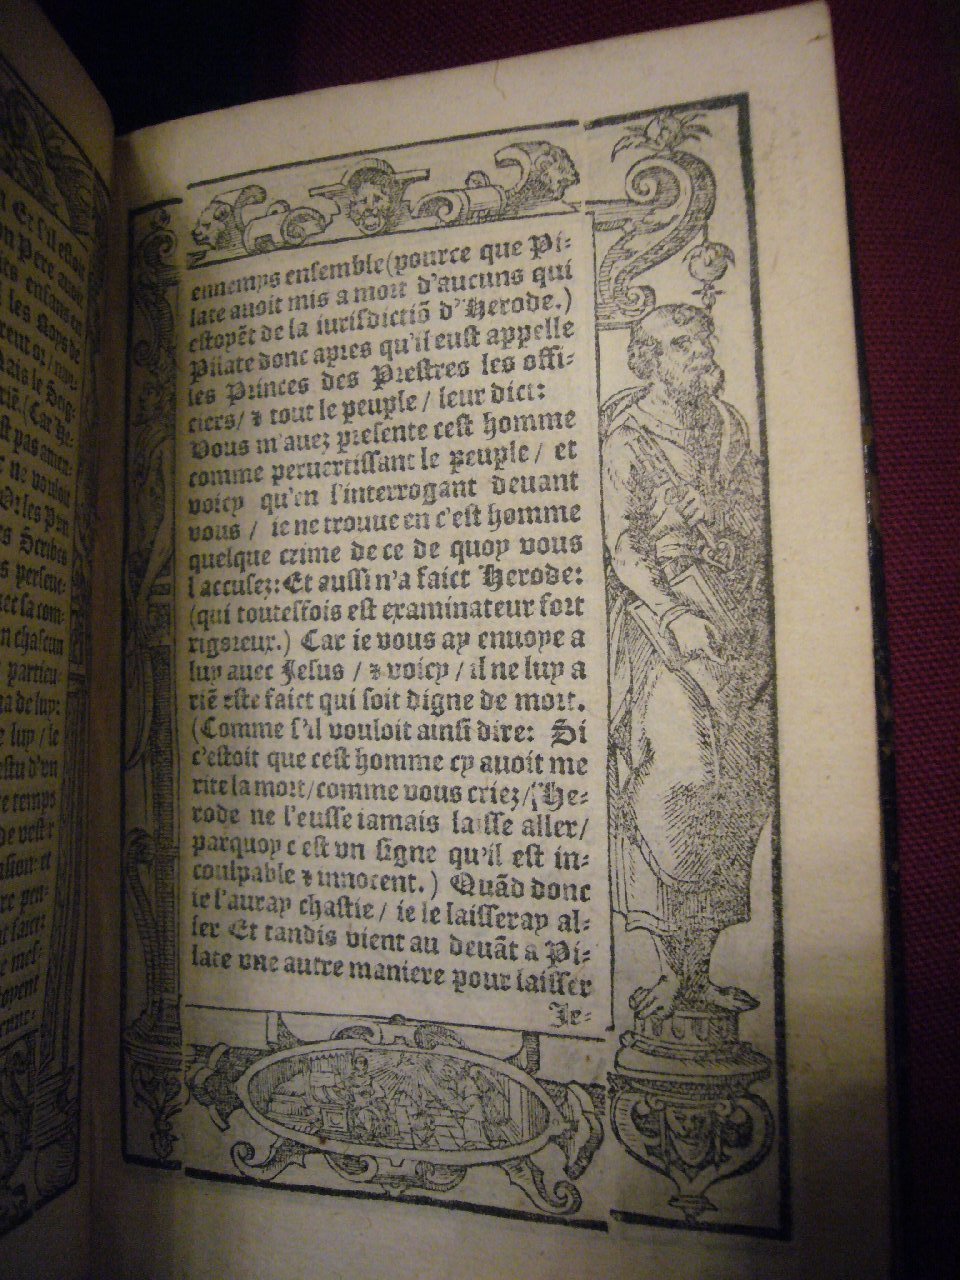 ennemps ensemble (pource que Pi-
late auoit mis a mort d'aucuns qui
estoyẽt de la iurisdictiõ d'Herode.)
Pilate donc apres qu'il eust appelle
les Princes des Prestres les offi-
ciers / & tout le peuple / leur dict:
Vous m'auez presente cest homme
comme peruertissant le peuple / et
voicy qu'en l'interrogant deuant
vous / ie ne trouue en c'est homme
quelque crime de ce de quoy vous
l accusez: Et aussi n'a faict Herode:
(qui toutesfois est examinateur fort
rigoreux.) Car ie vous ay enuoye a
luy auec Jesus / & voicy / il ne luy a
riẽ este faict qui soit digne de mort.
(Comme s'il vouloit ainsi dire: Si
c'estoit que cest homme cy auoit me
rite la mort / comme vous criez / He-
rode ne l'eusse iamais laisse aller /
parquoy c est vn signe qu'il est in-
coulpable & innocent.) Quãd donc
ie l'auray chastie / ie le laisseray al-
ler Et tandis vient au deuãt a Pi-
late vne autre maniere pour laisser
Je-